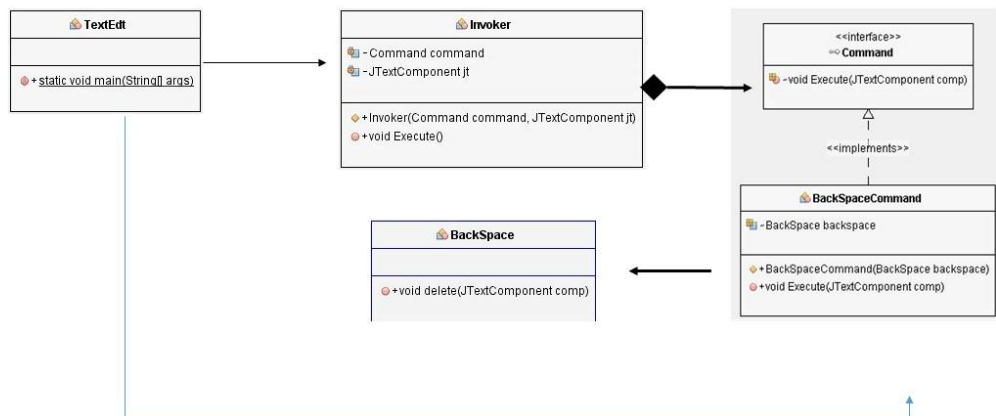 TextEdt
+static void main(String[] args)
Invoker
-Command command
-JTextComponent jt
+Invoker(Command command, JTextComponent jt)
+void Execute()
<<interface>>
Command
-void Execute(JTextComponent comp)
<<implements>>
BackSpaceCommand
-BackSpace backspace
+BackSpaceCommand(BackSpace backspace)
+void Execute(JTextComponent comp)
BackSpace
+void delete(JTextComponent comp)